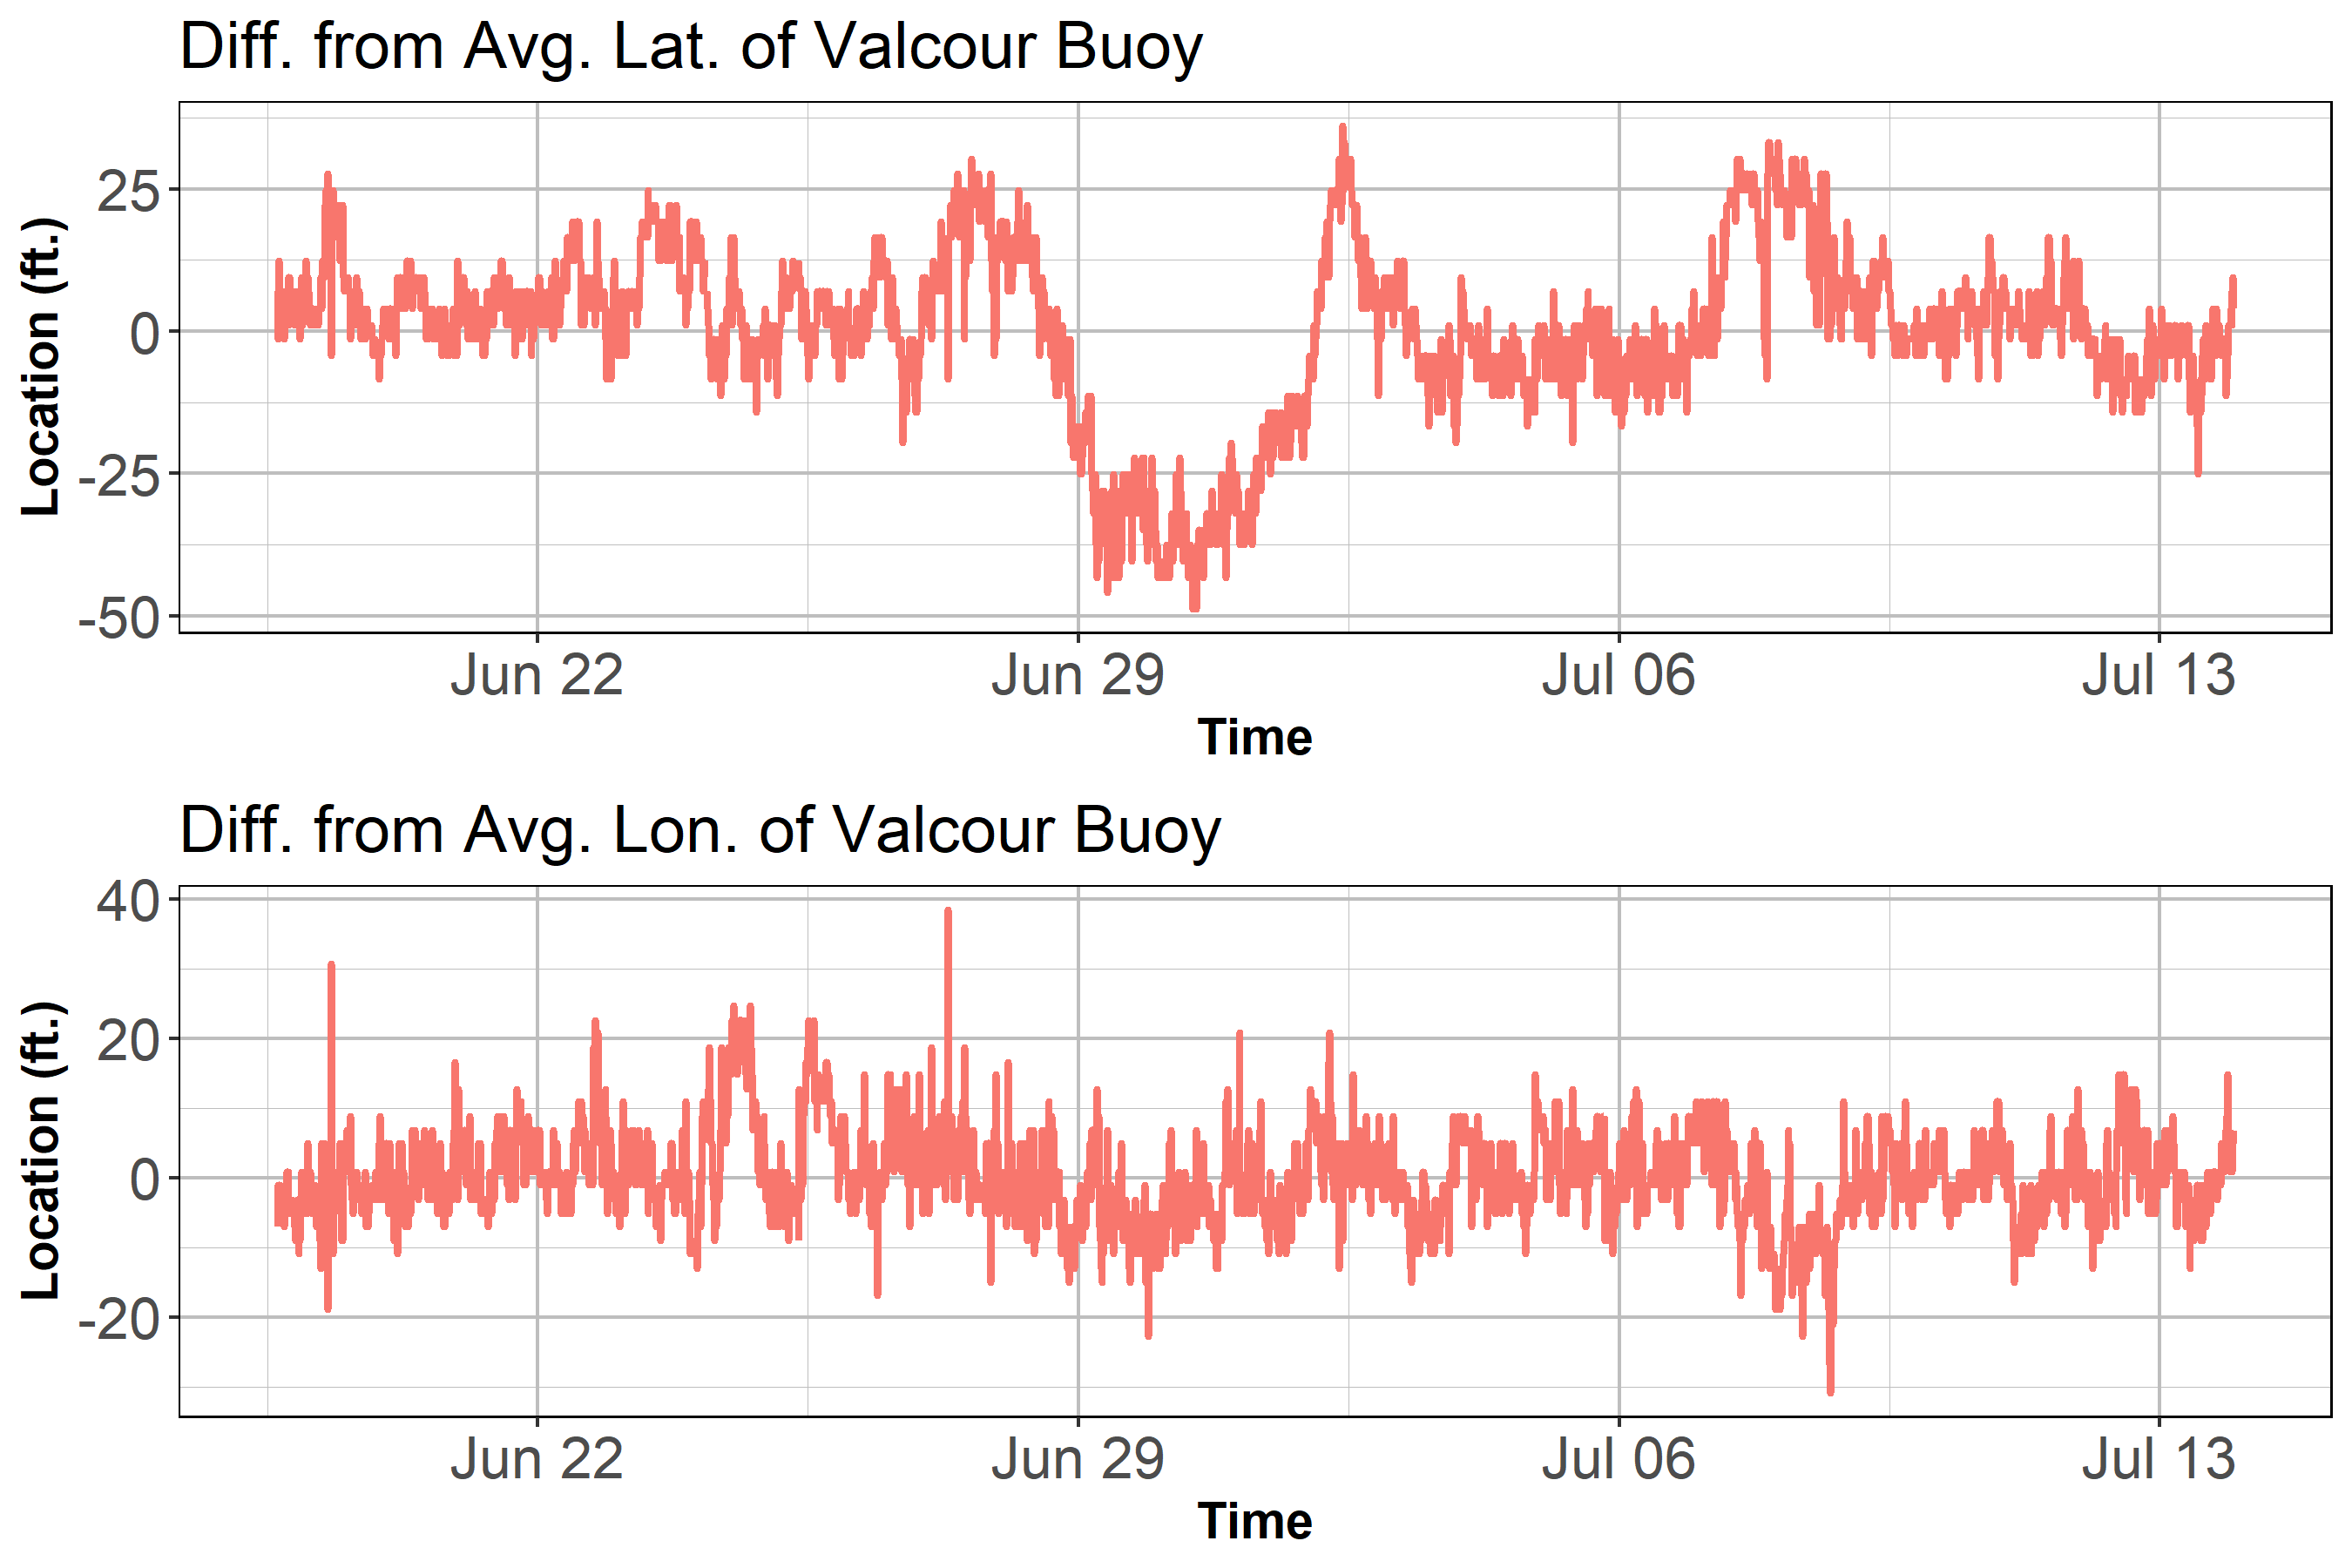 Diff. from Avg. Lat. of Valcour Buoy
Location (ft.)
25
0
-25
-50
Jun 22 Jun 29 Jul 06 Jul 13
Time
Diff. from Avg. Lon. of Valcour Buoy
Location (ft.)
40
20
0
-20
Jun 22 Jun 29 Jul 06 Jul 13
Time